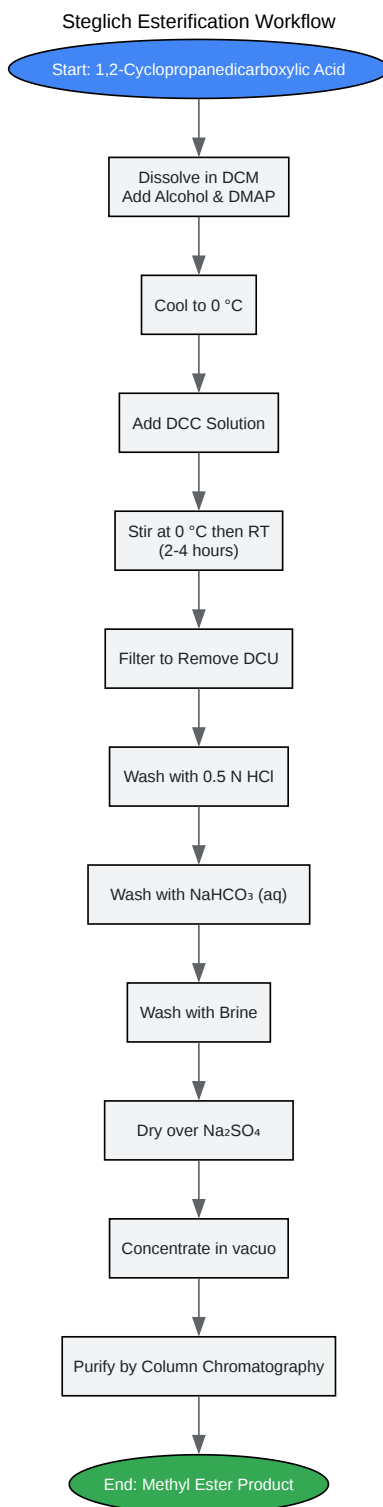 Steglich Esterification Workflow
Start: 1,2-Cyclopropanedicarboxylic Acid
Dissolve in DCM
Add Alcohol & DMAP
Cool to 0 °C
Add DCC Solution
Stir at 0 °C then RT
(2-4 hours)
Filter to Remove DCU
Wash with 0.5 N HCl
Wash with NaHCO₃ (aq)
Wash with Brine
Dry over Na₂SO₄
Concentrate in vacuo
Purify by Column Chromatography
End: Methyl Ester Product